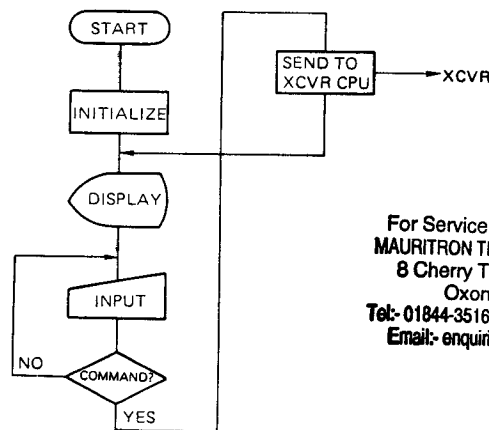 START
SEND TO
XCVR CPU
XCVR
INITIALIZE
DISPLAY
For Service
MAURITRON
8 Cherry
Oxon
Tel:- 01844-3516
INPUT
Email:- enquiri
NO
COMMAND?
YES